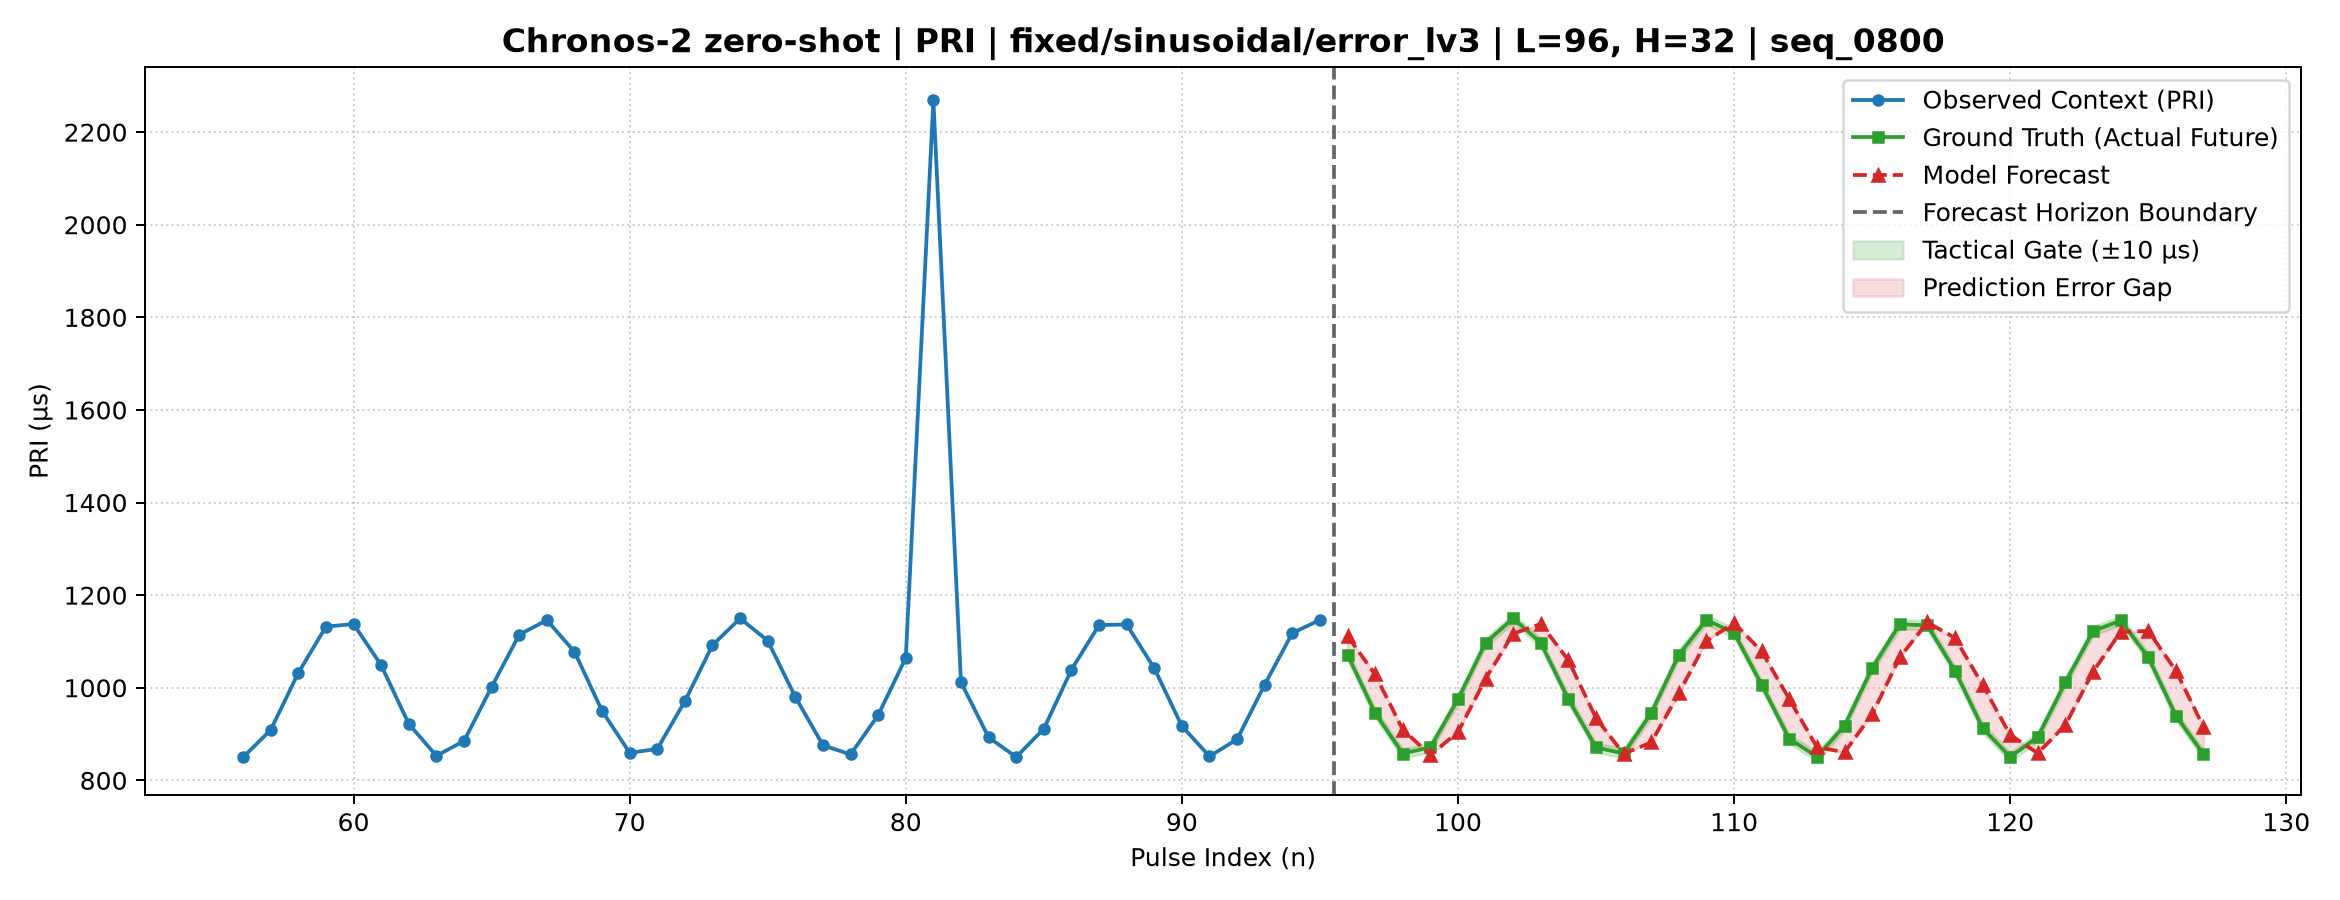 Chronos-2 zero-shot | PRI | fixed/sinusoidal/error_lv3 | L=96, H=32 | seq_0800
Observed Context (PRI)
Ground Truth (Actual Future)
Model Forecast
Forecast Horizon Boundary
Tactical Gate (±10 µs)
Prediction Error Gap
PRI (µs)
2200
2000
1800
1600
1400
1200
1000
800
60 70 80 90 100 110 120 130
Pulse Index (n)